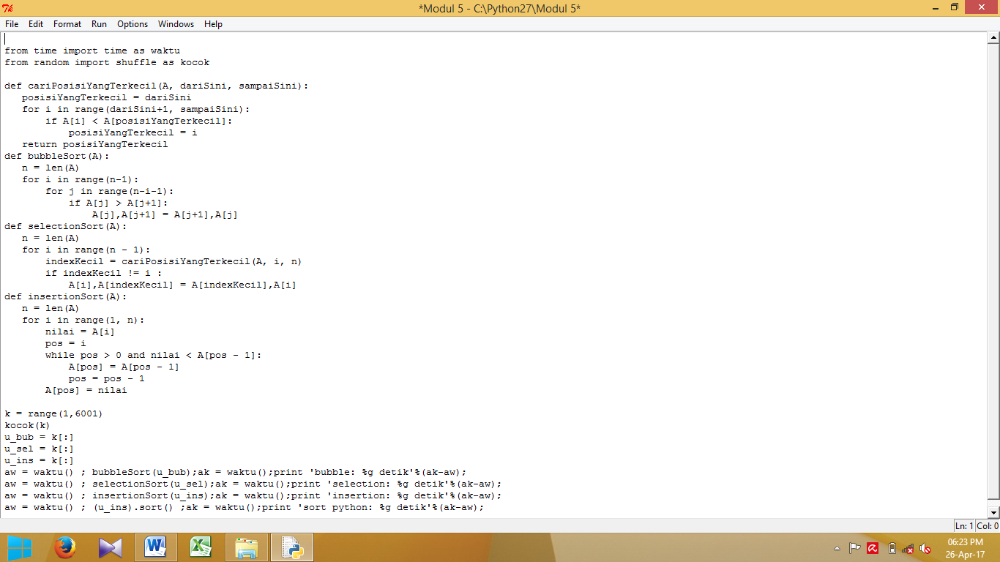 *Modul 5 - C:\Python27\Modul 5*
File Edit Format Run Options Windows Help
from time import time as waktu
from random import shuffle as kocok
def cariPosisiYangTerkecil(A, dariSini, sampaiSini):
   posisiYangTerkecil = dariSini
   for i in range(dariSini+1, sampaiSini):
       if A[i] < A[posisiYangTerkecil]:
           posisiYangTerkecil = i
   return posisiYangTerkecil
def bubbleSort(A):
   n = len(A)
   for i in range(n-1):
       for j in range(n-i-1):
           if A[j] > A[j+1]:
               A[j],A[j+1] = A[j+1],A[j]
def selectionSort(A):
   n = len(A)
   for i in range(n - 1):
       indexKecil = cariPosisiYangTerkecil(A, i, n)
       if indexKecil != i :
           A[i],A[indexKecil] = A[indexKecil],A[i]
def insertionSort(A):
   n = len(A)
   for i in range(1, n):
       nilai = A[i]
       pos = i
       while pos > 0 and nilai < A[pos - 1]:
           A[pos] = A[pos - 1]
           pos = pos - 1
       A[pos] = nilai
k = range(1,6001)
kocok(k)
u_bub = k[:]
u_sel = k[:]
u_ins = k[:]
aw = waktu() ; bubbleSort(u_bub);ak = waktu();print 'bubble: %g detik'%(ak-aw);
aw = waktu() ; selectionSort(u_sel);ak = waktu();print 'selection: %g detik'%(ak-aw);
aw = waktu() ; insertionSort(u_ins);ak = waktu();print 'insertion: %g detik'%(ak-aw);
aw = waktu() ; (u_ins).sort() ;ak = waktu();print 'sort python: %g detik'%(ak-aw);
Ln: 1 Col: 0
06:23 PM
26-Apr-17